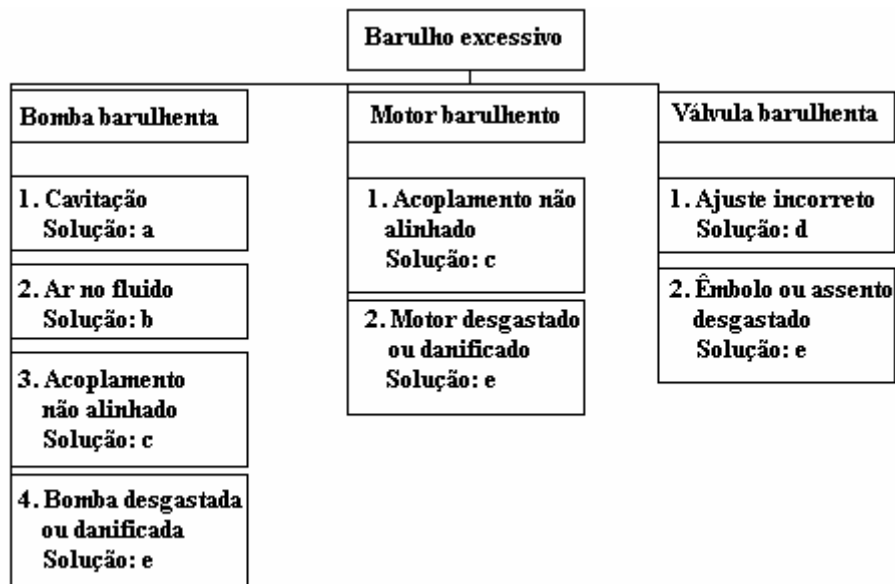 Barulho excessivo
Bomba barulhenta
1. Cavitação
Solução: a
2. Ar no fluido
Solução: b
3. Acoplamento
não alinhado
Solução: c
4. Bomba desgastada
ou danificada
Solução: e
Motor barulhento
1. Acoplamento não
alinhado
Solução: c
2. Motor desgastado
ou danificado
Solução: e
Válvula barulhenta
1. Ajuste incorreto
Solução: d
2. Êmbolo ou assento
desgastado
Solução: e